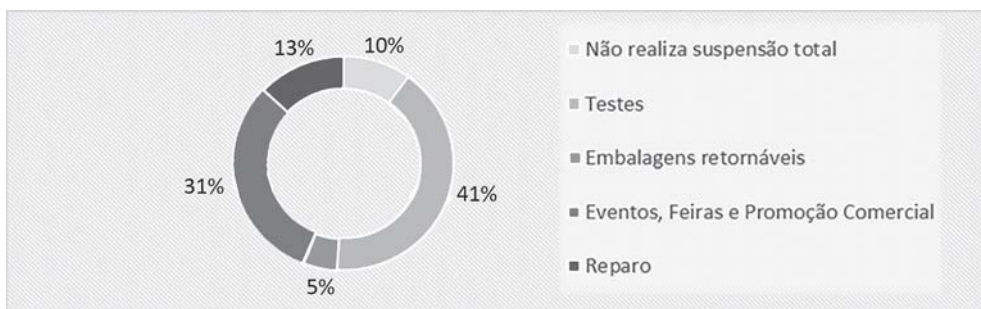 13%
10%
31%
41%
5%
Não realiza suspensão total
Testes
Embalagens retornáveis
Eventos, Feiras e Promoção Comercial
Reparo